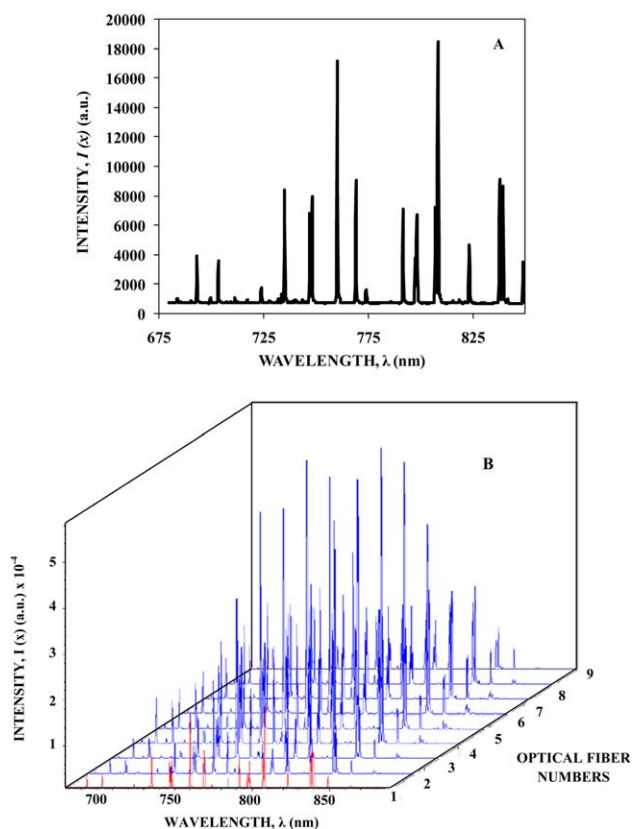 20000
A
18000
16000
14000
12000
10000
8000
6000
4000
2000
0
INTENSITY, I (x) (a.u.)
675 725 775 825
WAVELENGTH, λ (nm)
B
INTENSITY, I (x) (a.u.) x 10⁻⁴
5
4
3
2
1
9
8
7
6
5
4
3
2
1
OPTICAL FIBER
NUMBERS
700 750 800 850
WAVELENGTH, λ (nm)